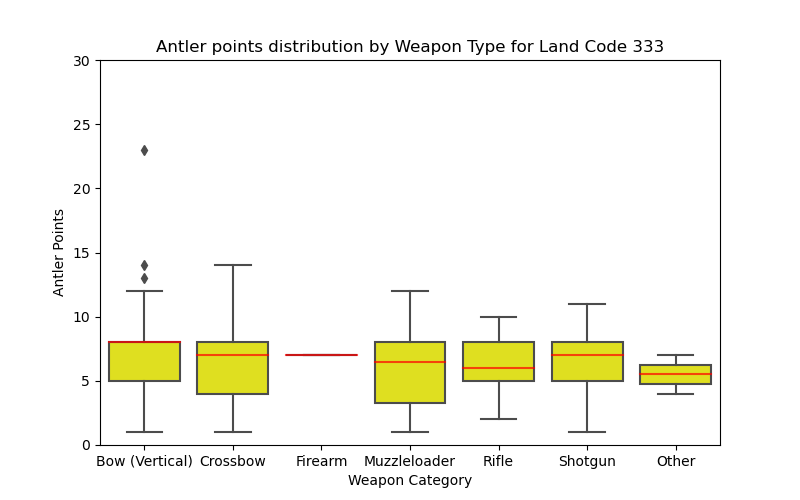 Antler points distribution by Weapon Type for Land Code 333
Antler Points
30
25
20
15
10
5
0
Bow (Vertical) Crossbow Firearm Muzzleloader Rifle Shotgun Other
Weapon Category